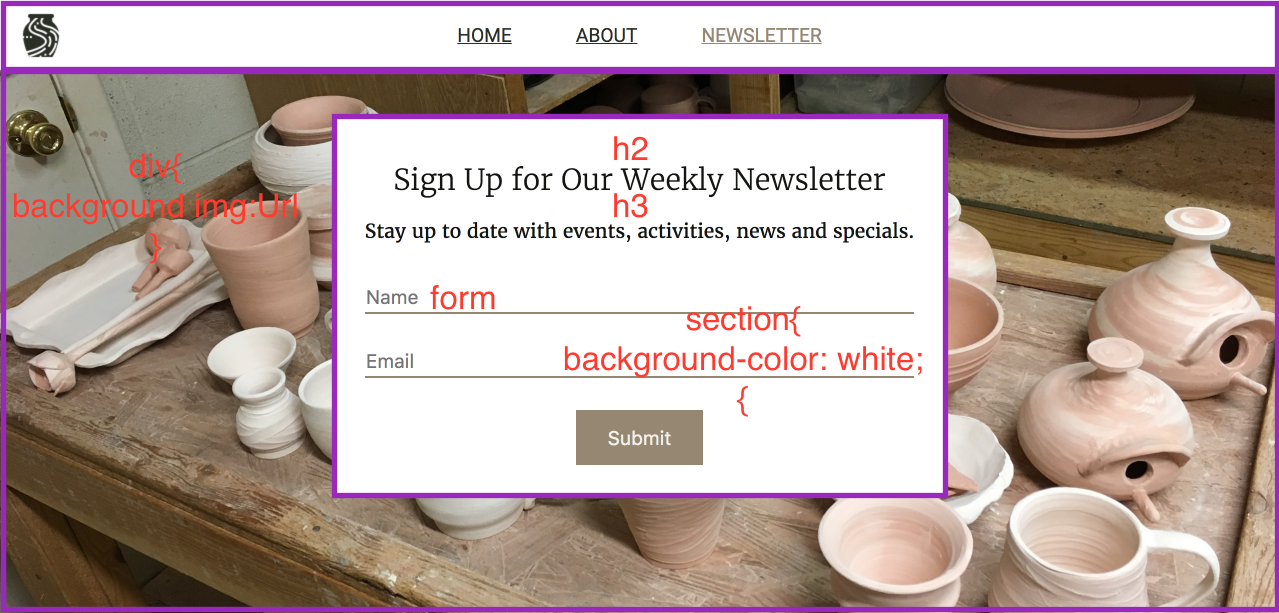 HOME ABOUT NEWSLETTER
h2
Sign Up for Our Weekly Newsletter
h3
Stay up to date with events, activities, news and specials.
div{
background img:Url
}
Name form
section{
Email background-color: white;
{
Submit